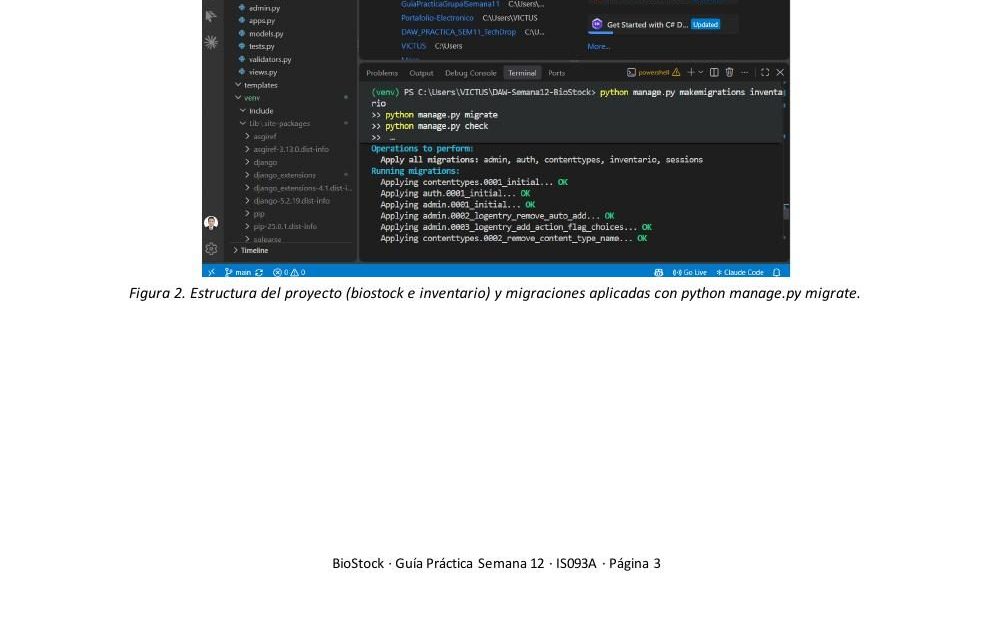 admin.py
apps.py
models.py
tests.py
validators.py
views.py
templates
venv
Include
Lib\site-packages
asgiref
asgiref-3.13.0.dist-info
django
django_extensions
django_extensions-4.1.dist-i...
django-5.2.19.dist-info
pip
pip-25.0.1.dist-info
sqlparse
Timeline
GuiaPracticaGrupalSemana11 C:\Users\...
Portafolio-Electronico C:\Users\VICTUS
DAW_PRACTICA_SEM11_TechDrop C:\U...
VICTUS C:\Users
More...
Get Started with C# D... Updated
More...
Problems Output Debug Console Terminal Ports
powershell
(venv) PS C:\Users\VICTUS\DAW-Semana12-BioStock> python manage.py makemigrations inventa
rio
>> python manage.py migrate
>> python manage.py check
>> …
Operations to perform:
Apply all migrations: admin, auth, contenttypes, inventario, sessions
Running migrations:
Applying contenttypes.0001_initial... OK
Applying auth.0001_initial... OK
Applying admin.0001_initial... OK
Applying admin.0002_logentry_remove_auto_add... OK
Applying admin.0003_logentry_add_action_flag_choices... OK
Applying contenttypes.0002_remove_content_type_name... OK
main 0 0 Go Live Claude Code
Figura 2. Estructura del proyecto (biostock e inventario) y migraciones aplicadas con python manage.py migrate.
BioStock · Guía Práctica Semana 12 · IS093A · Página 3